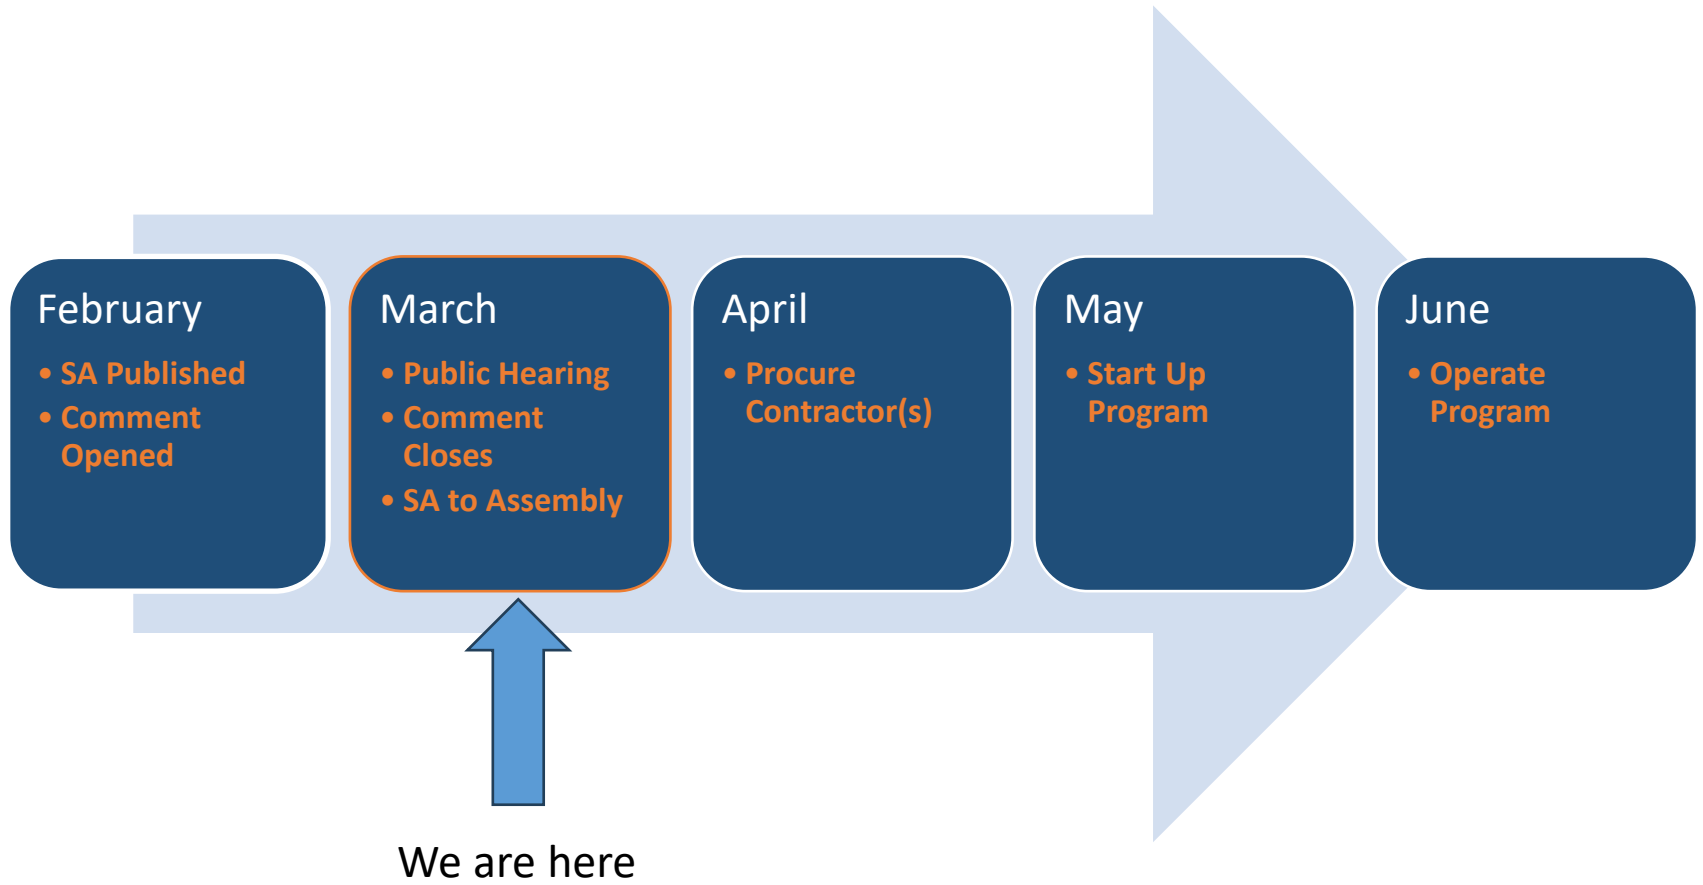 February
• SA Published
• Comment
Opened
March
• Public Hearing
• Comment
Closes
• SA to Assembly
April
• Procure
Contractor(s)
May
• Start Up
Program
June
• Operate
Program
We are here